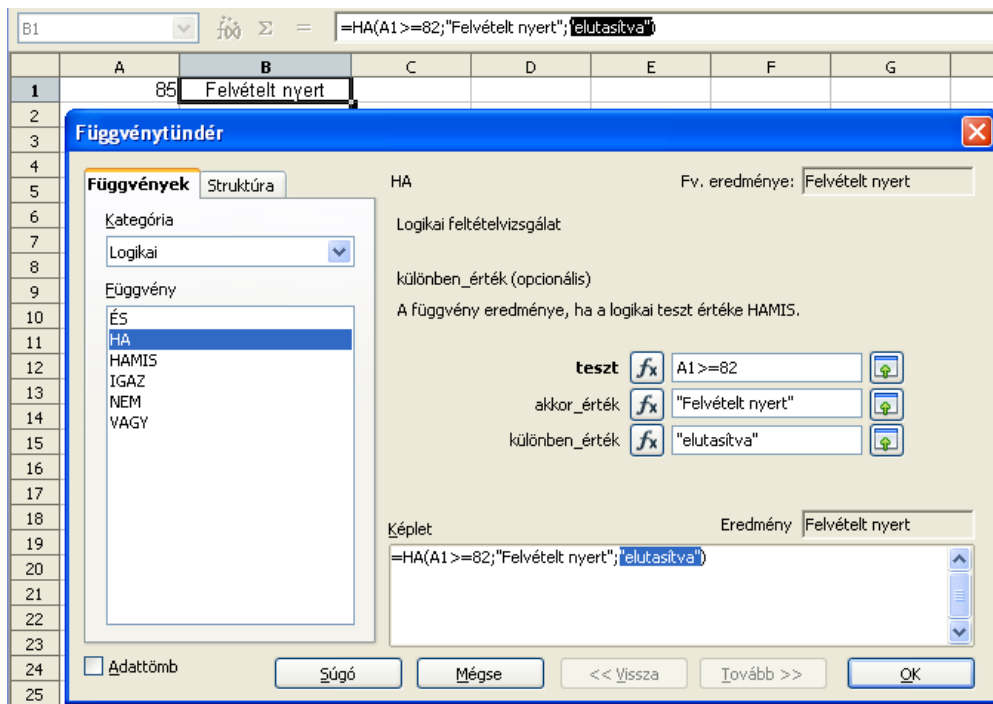 B1 f(x) Σ = =HA(A1>=82;"Felvételt nyert";"elutasítva")
A B C D E F G
1 85 Felvételt nyert
2
3
4
5
6
7
8
9
10
11
12
13
14
15
16
17
18
19
20
21
22
23
24
25
Függvénytündér
Függvények Struktúra
Kategória
Logikai
Függvény
ÉS
HA
HAMIS
IGAZ
NEM
VAGY
HA Fv. eredménye: Felvételt nyert
Logikai feltételvizsgálat
különben_érték (opcionális)
A függvény eredménye, ha a logikai teszt értéke HAMIS.
teszt fx A1>=82
akkor_érték fx "Felvételt nyert"
különben_érték fx "elutasítva"
Képlet Eredmény Felvételt nyert
=HA(A1>=82;"Felvételt nyert";"elutasítva")
Adattömb Súgó Mégse << Vissza Tovább >> OK